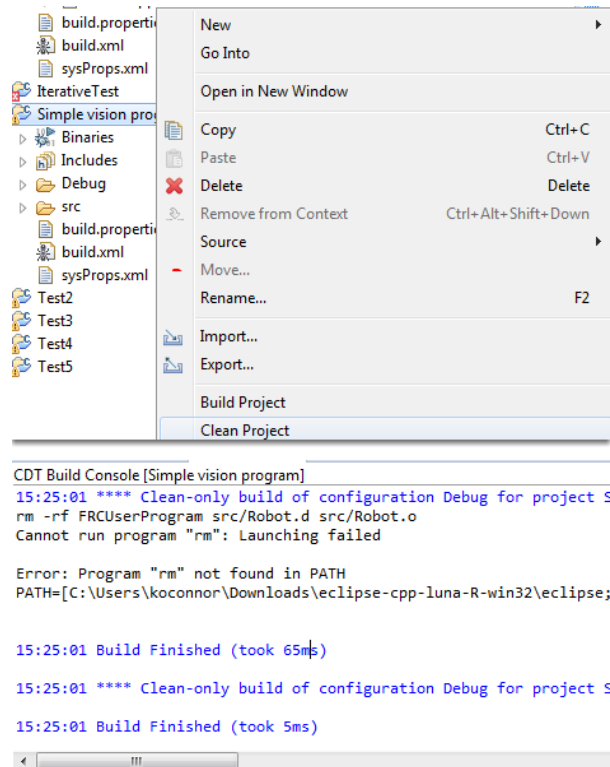 build.properti
build.xml
sysProps.xml
IterativeTest
Simple vision pro
Binaries
Includes
Debug
src
build.properti
build.xml
sysProps.xml
Test2
Test3
Test4
Test5
New
Go Into
Open in New Window
Copy Ctrl+C
Paste Ctrl+V
Delete Delete
Remove from Context Ctrl+Alt+Shift+Down
Source
Move...
Rename... F2
Import...
Export...
Build Project
Clean Project
CDT Build Console [Simple vision program]
15:25:01 **** Clean-only build of configuration Debug for project S
rm -rf FRCUserProgram src/Robot.d src/Robot.o
Cannot run program "rm": Launching failed
Error: Program "rm" not found in PATH
PATH=[C:\Users\koconnor\Downloads\eclipse-cpp-luna-R-win32\eclipse;
15:25:01 Build Finished (took 65ms)
15:25:01 **** Clean-only build of configuration Debug for project S
15:25:01 Build Finished (took 5ms)